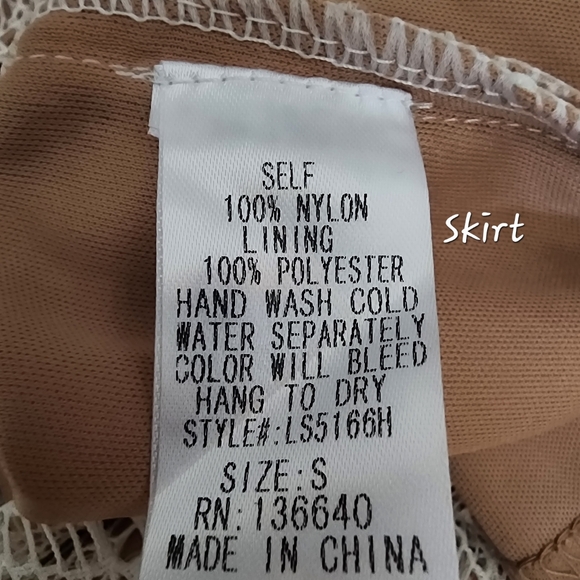 SELF
100% NYLON
LINING
100% POLYESTER
HAND WASH COLD
WATER SEPARATELY
COLOR WILL BLEED
HANG TO DRY
STYLE#:LS5166H
SIZE:S
RN:136640
MADE IN CHINA
Skirt